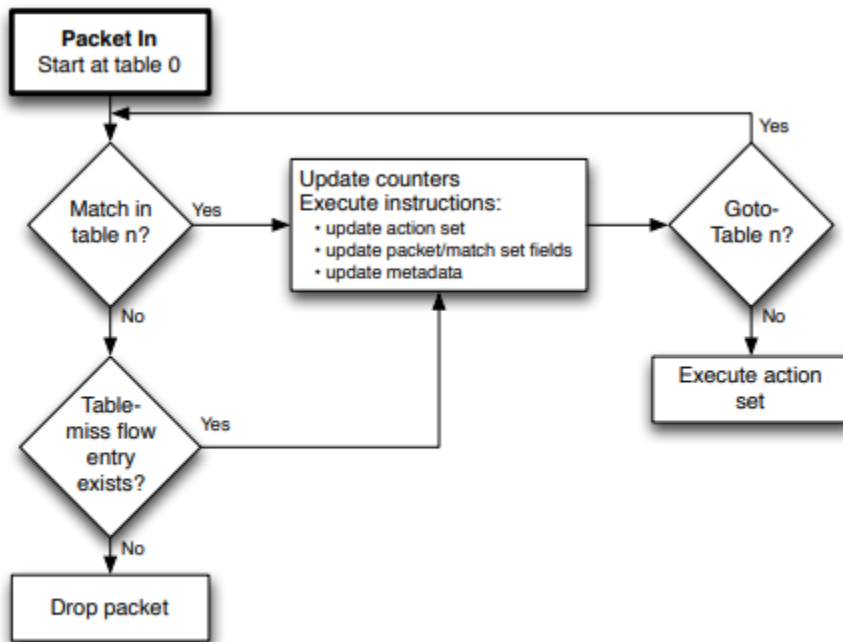 Packet In
Start at table 0
Yes
Match in
table n?
Yes
Update counters
Execute instructions:
• update action set
• update packet/match set fields
• update metadata
Goto-
Table n?
No
No
Execute action
set
Table-
miss flow
entry
exists?
Yes
No
Drop packet